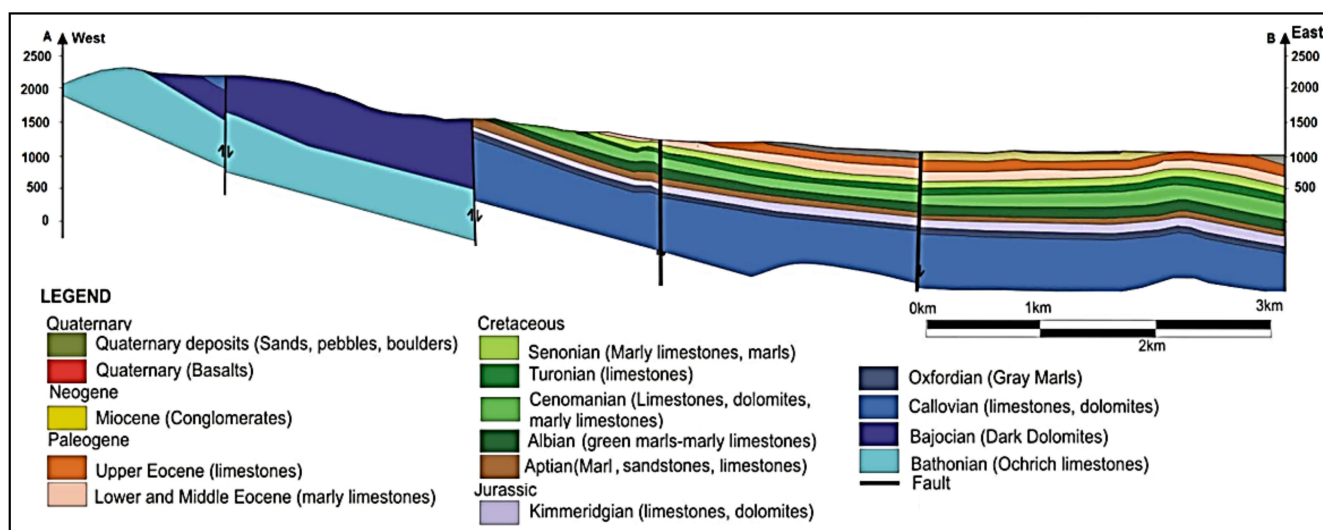 A West
B East
2500
2000
1500
1000
500
0
2500
2000
1500
1000
500
0km 1km 3km
2km
LEGEND
Quaternary
Quaternary deposits (Sands, pebbles, boulders)
Quaternary (Basalts)
Neogene
Miocene (Conglomerates)
Paleogene
Upper Eocene (limestones)
Lower and Middle Eocene (marly limestones)
Cretaceous
Senonian (Marly limestones, marls)
Turonian (limestones)
Cenomanian (Limestones, dolomites,
marly limestones)
Albian (green marls-marly limestones)
Aptian(Marl , sandstones, limestones)
Jurassic
Kimmeridgian (limestones, dolomites)
Oxfordian (Gray Marls)
Callovian (limestones, dolomites)
Bajocian (Dark Dolomites)
Bathonian (Ochrich limestones)
Fault